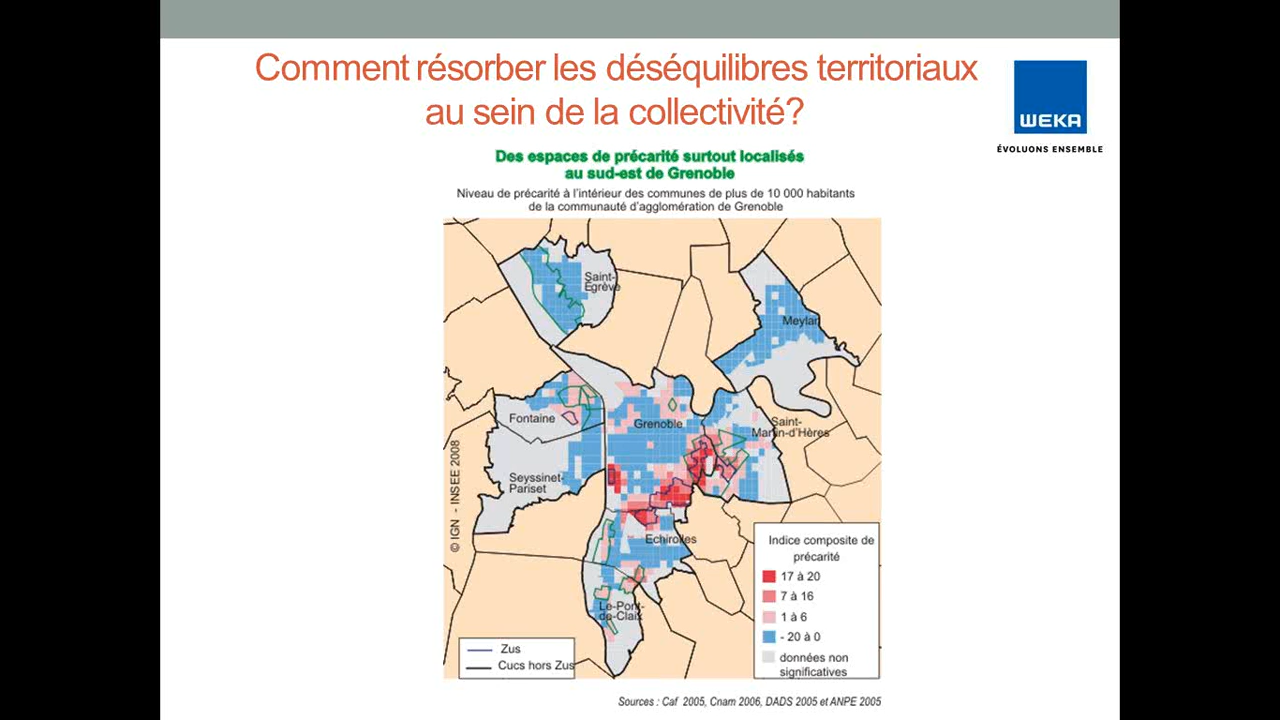 Comment résorber les déséquilibres territoriaux
au sein de la collectivité?
WEKA
ÉVOLUONS ENSEMBLE
Des espaces de précarité surtout localisés
au sud-est de Grenoble
Niveau de précarité à l'intérieur des communes de plus de 10 000 habitants
de la communauté d'agglomération de Grenoble
Saint-
Egrève
Meylan
Fontaine
Grenoble
Saint-
Martin-d'Hères
Seyssinet-
Pariset
Echirolles
Le-Pont-
de-Claix
© IGN - INSEE 2008
Indice composite de
précarité
17 à 20
7 à 16
1 à 6
- 20 à 0
données non
significatives
Zus
Cucs hors Zus
Sources : Caf 2005, Cnam 2006, DADS 2005 et ANPE 2005